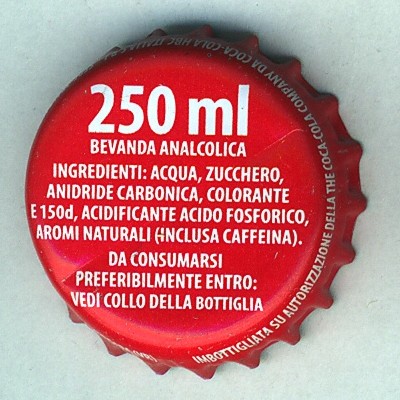 250 ml
BEVANDA ANALCOLICA
INGREDIENTI: ACQUA, ZUCCHERO,
ANIDRIDE CARBONICA, COLORANTE
E 150d, ACIDIFICANTE ACIDO FOSFORICO,
AROMI NATURALI (INCLUSA CAFFEINA).
DA CONSUMARSI
PREFERIBILMENTE ENTRO:
VEDI COLLO DELLA BOTTIGLIA
IMBOTTIGLIATA SU AUTORIZZAZIONE DELLA THE COCA-COLA COMPANY DA COCA-COLA HBC ITALIA